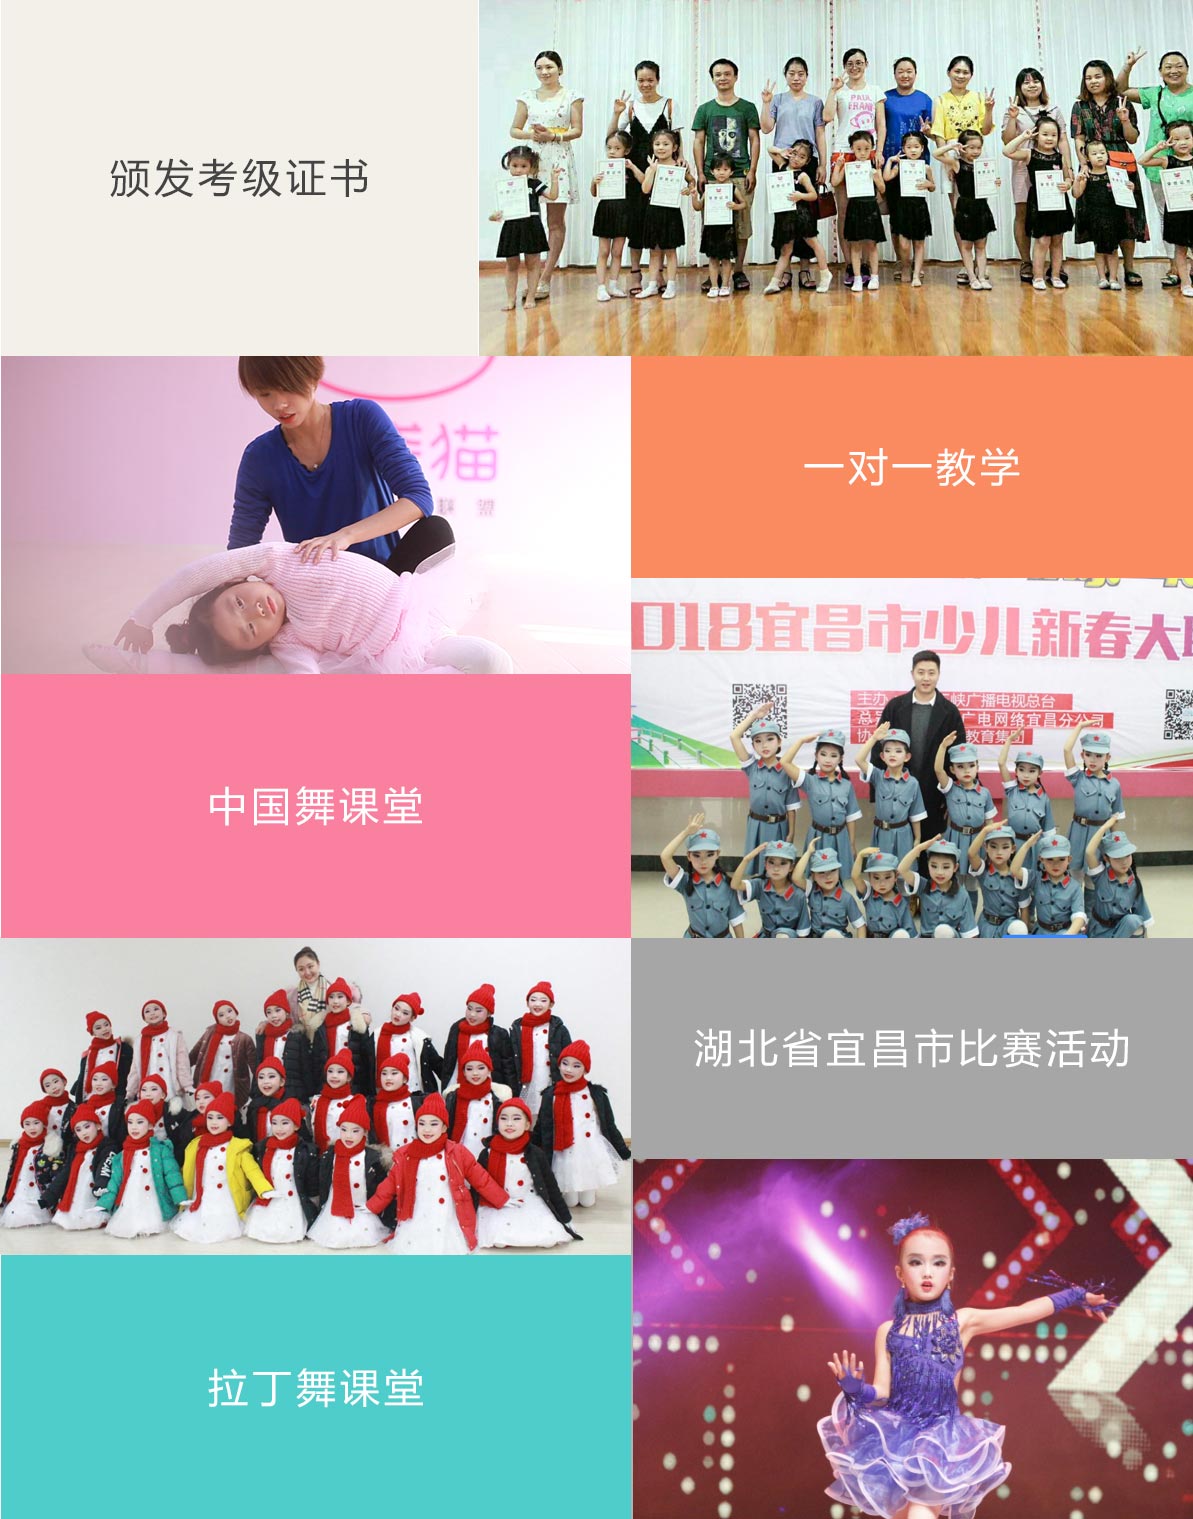 颁发考级证书
PAUL
FRANK
猫
一对一教学
018宜昌市少儿新春大
主办
峡广播电视总台
广电网络宜昌分公司
教育集团
中国舞课堂
湖北省宜昌市比赛活动
拉丁舞课堂